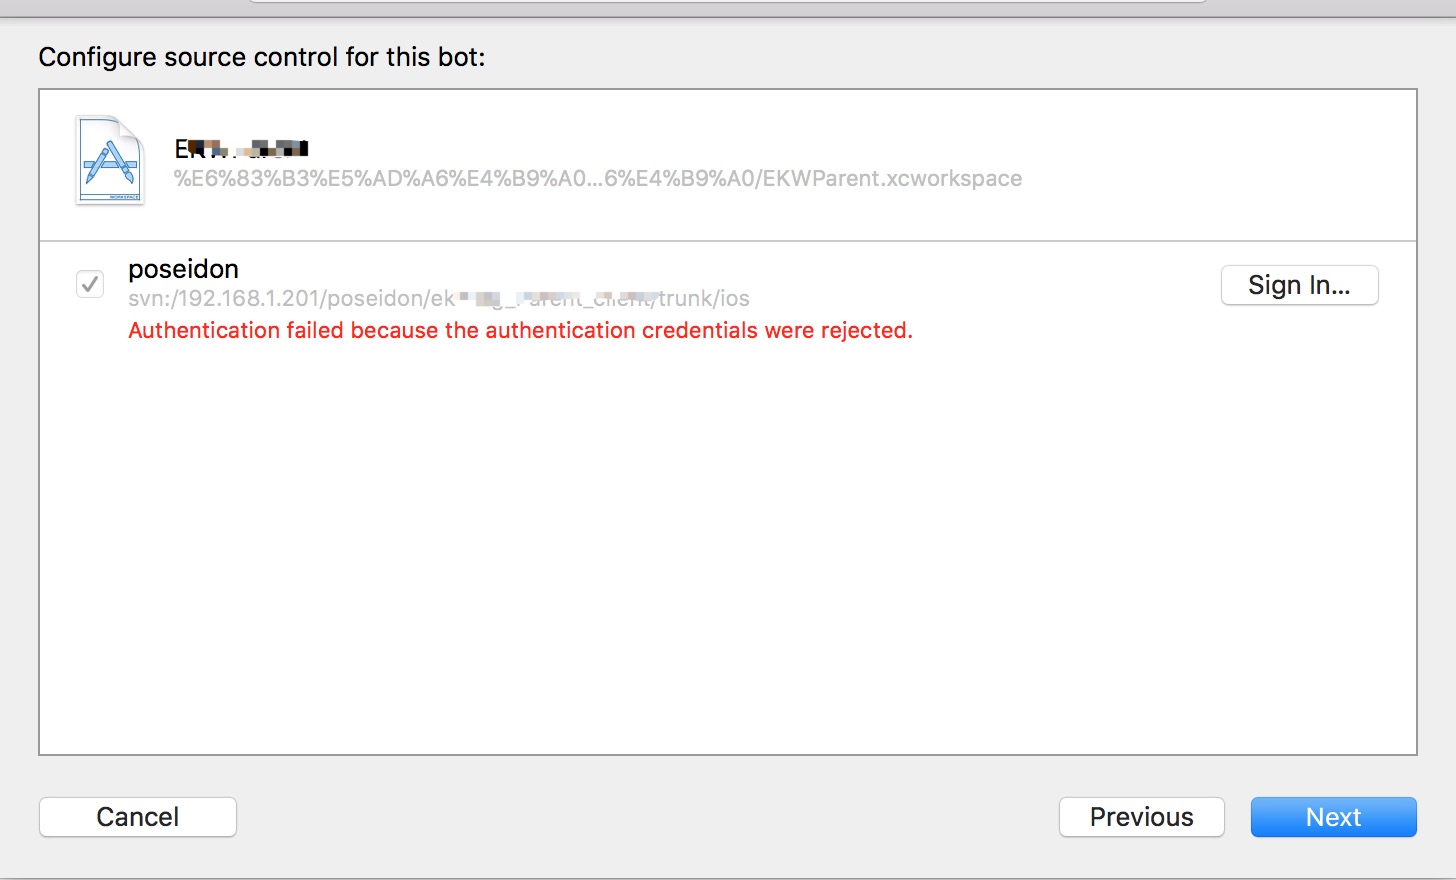 Configure source control for this bot:
%E6%83%B3%E5%AD%A6%E4%B9%A0...6%E4%B9%A0/EKWParent.xcworkspace
WORKSPACE
poseidon
svn:/192.168.1.201/poseidon/ek /trunk/ios
Sign In...
Authentication failed because the authentication credentials were rejected.
Cancel
Previous
Next